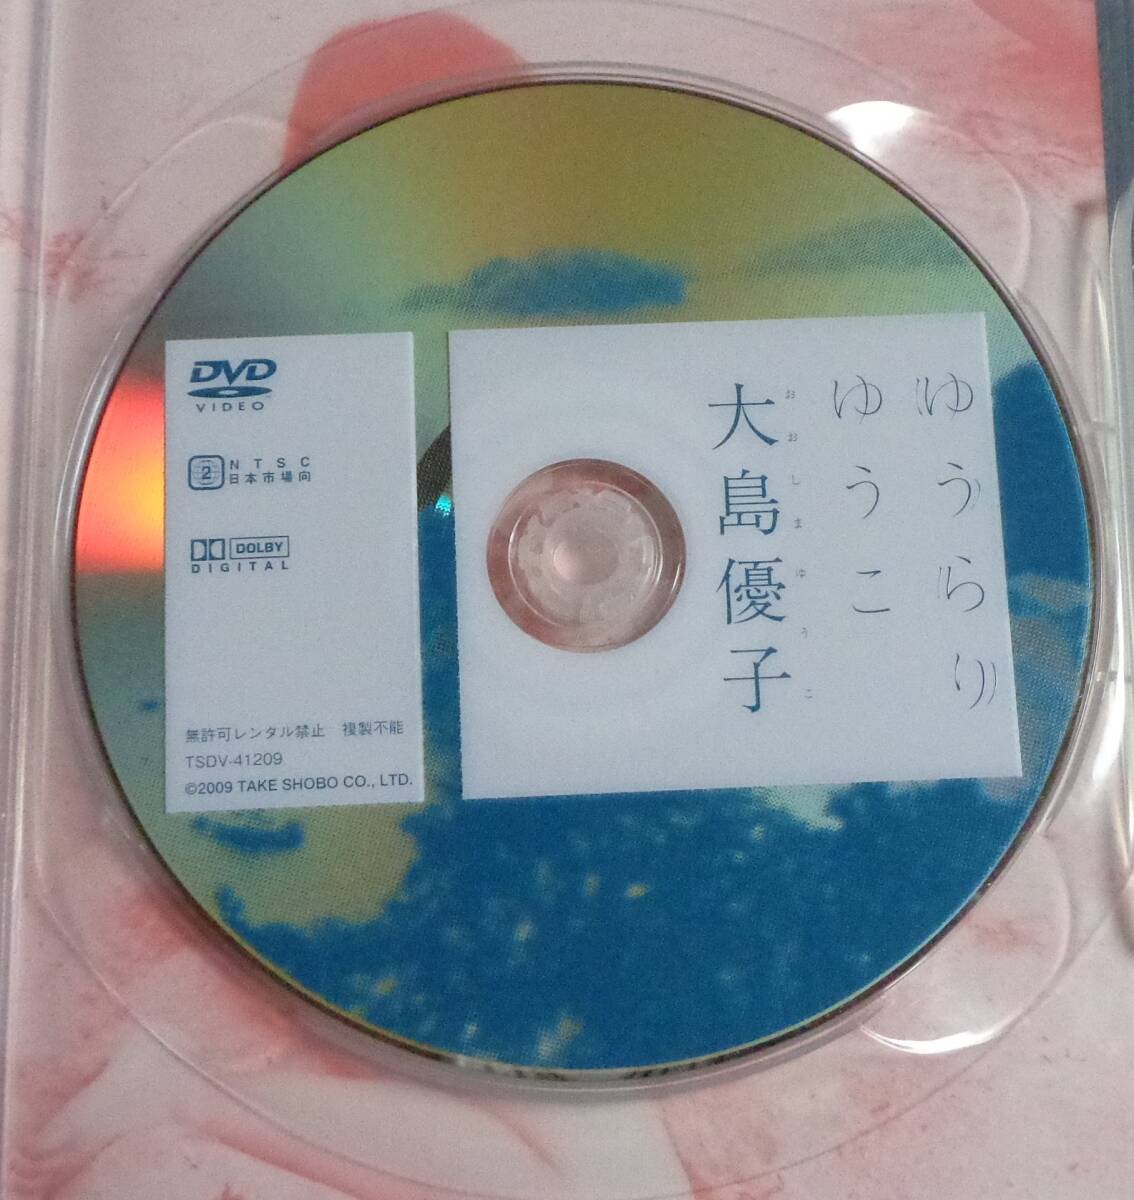 DVD
VIDEO
2
NTSC
日本市場向
DOLBY
DIGITAL
無許可レンタル禁止 複製不能
TSDV-41209
©2009 TAKE SHOBO CO., LTD.
ゆうらり
ゆうこ
おおしまゆうこ
大島優子